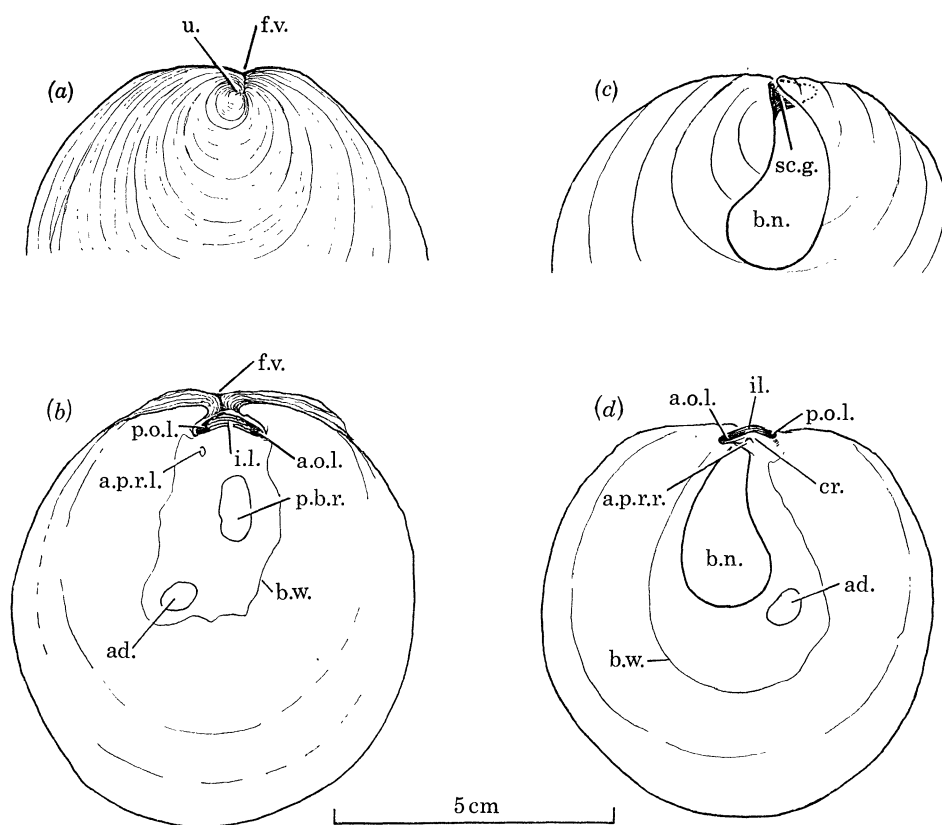 u.
f.v.
(a)
(c)
sc.g.
b.n.
f.v.
(b)
p.o.l.
i.l.
a.o.l.
a.p.r.l.
p.b.r.
b.w.
ad.
(d)
a.o.l.
il.
p.o.l.
a.p.r.r.
cr.
b.n.
ad.
b.w.
5 cm